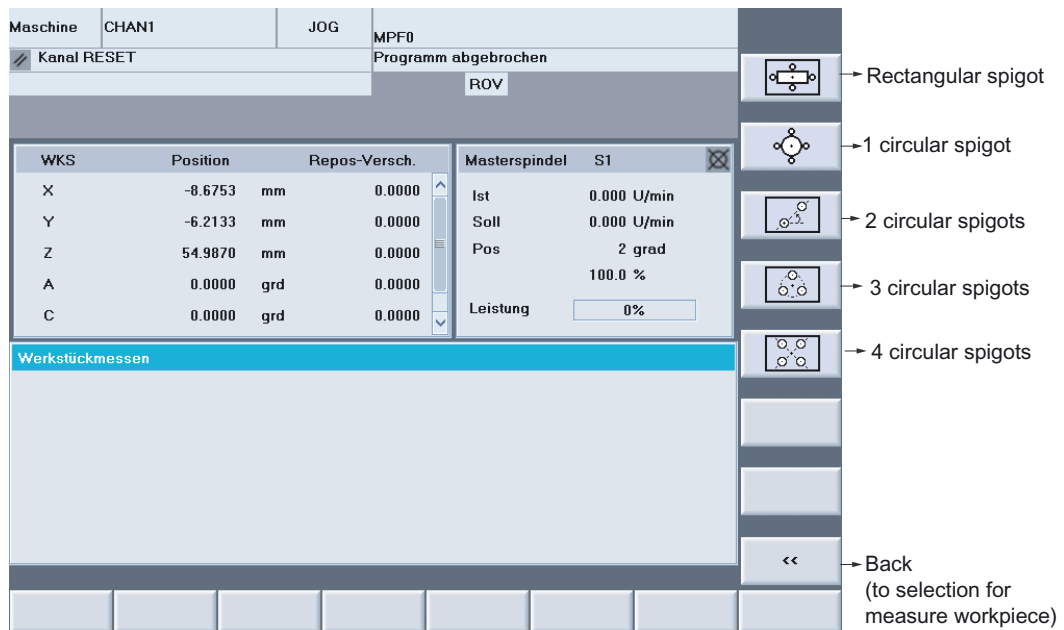 Maschine CHAN1 JOG MPF0
Kanal RESET Programm abgebrochen
ROV
WKS Position Repos-Versch.
X -8.6753 mm 0.0000
Y -6.2133 mm 0.0000
Z 54.9870 mm 0.0000
A 0.0000 grd 0.0000
C 0.0000 grd 0.0000
Masterspindel S1
Ist 0.000 U/min
Soll 0.000 U/min
Pos 2 grad
100.0 %
Leistung 0%
Werkstückmessen
Rectangular spigot
1 circular spigot
2 circular spigots
3 circular spigots
4 circular spigots
<< Back
(to selection for
measure workpiece)